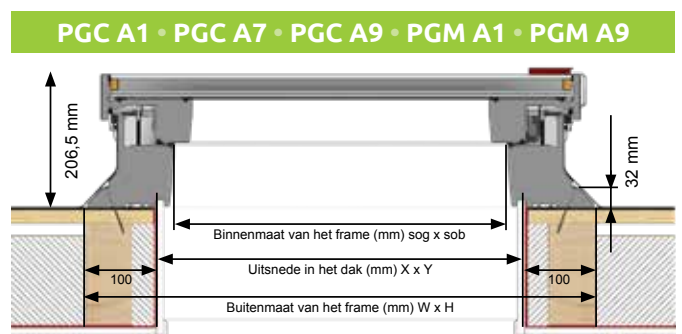 PGC A1 • PGC A7 • PGC A9 • PGM A1 • PGM A9
206,5 mm
32 mm
Binnenmaat van het frame (mm) sog x sob
Uitsnede in het dak (mm) X x Y
100
100
Buitenmaat van het frame (mm) W x H